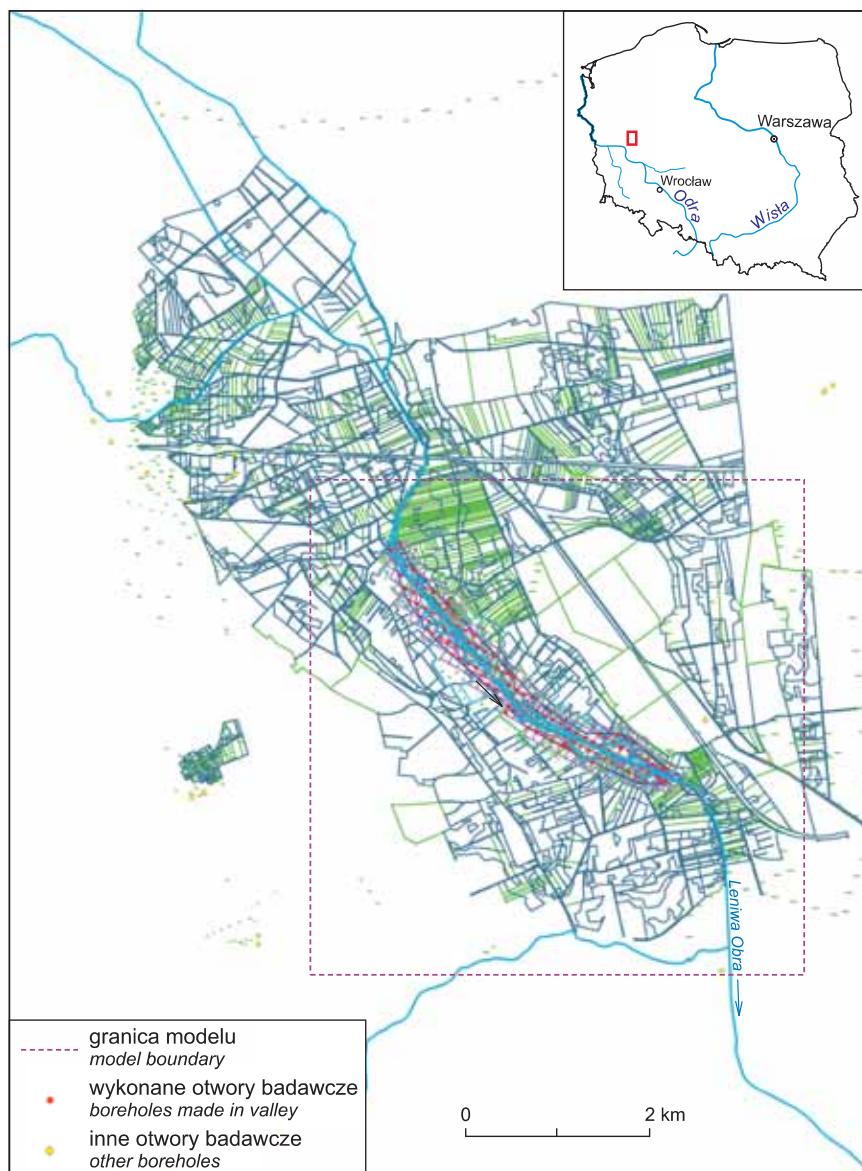 Warszawa
Wrocław
Odra
Wisła
Leniwa Obra
granica modelu
model boundary
wykonane otwory badawcze
boreholes made in valley
inne otwory badawcze
other boreholes
0 2 km